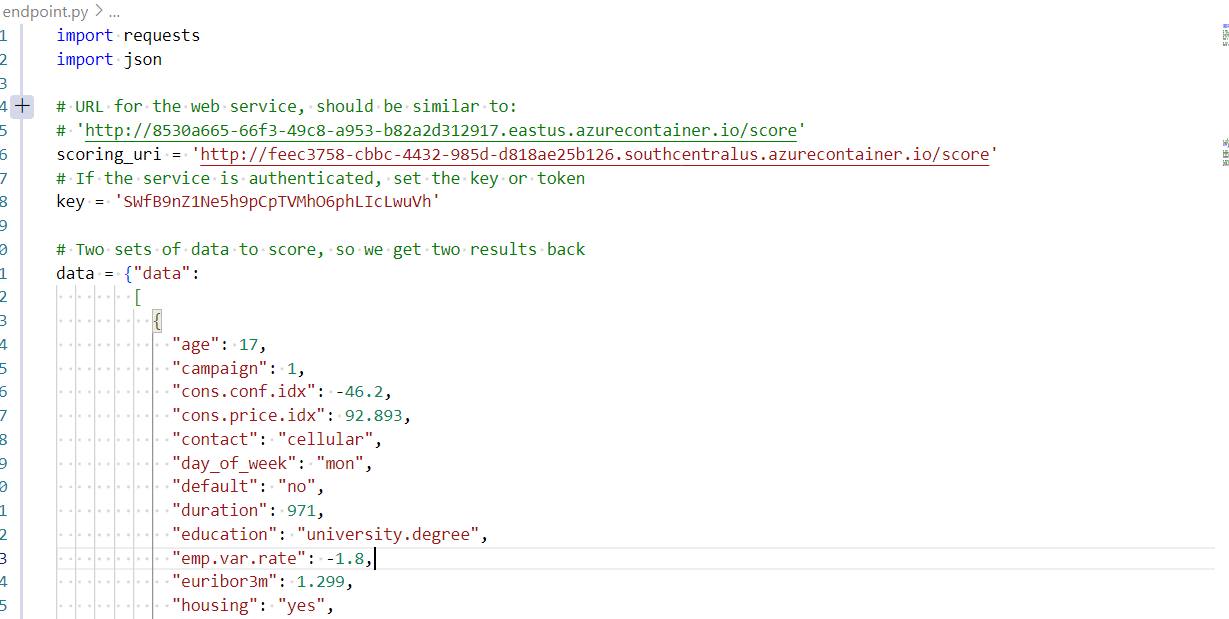 endpoint.py > ...
1 import requests
2 import json
3
4 # URL for the web service, should be similar to:
5 # 'http://8530a665-66f3-49c8-a953-b82a2d312917.eastus.azurecontainer.io/score'
6 scoring_uri = 'http://feec3758-cbbc-4432-985d-d818ae25b126.southcentralus.azurecontainer.io/score'
7 # If the service is authenticated, set the key or token
8 key = 'SWfB9nZ1Ne5h9pCpTVMhO6phLIcLwuVh'
9
0 # Two sets of data to score, so we get two results back
1 data = {"data":
2 [
3 {
4 "age": 17,
5 "campaign": 1,
6 "cons.conf.idx": -46.2,
7 "cons.price.idx": 92.893,
8 "contact": "cellular",
9 "day_of_week": "mon",
0 "default": "no",
1 "duration": 971,
2 "education": "university.degree",
3 "emp.var.rate": -1.8,
4 "euribor3m": 1.299,
5 "housing": "yes",